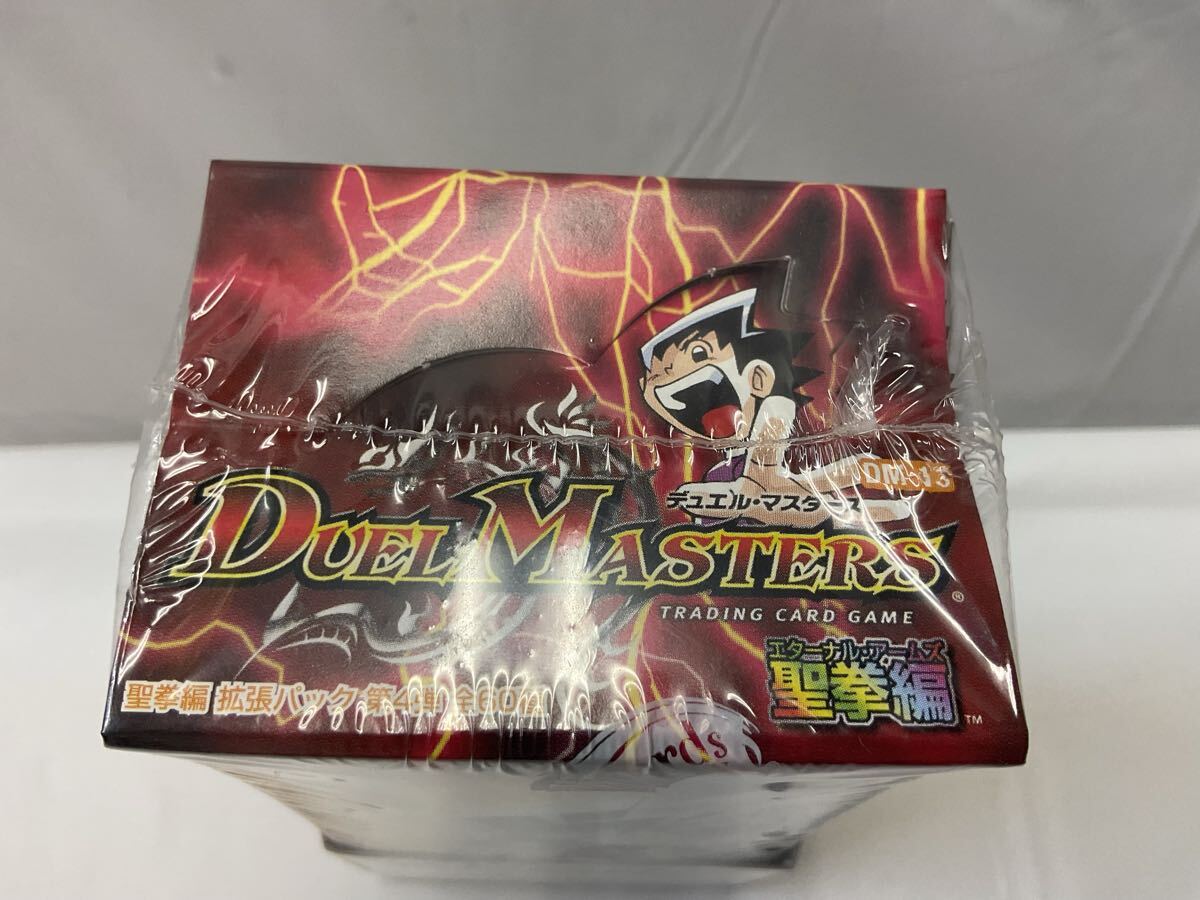 デュエル・マスターズ
DM-13
DUEL MASTERS®
TRADING CARD GAME
エターナル・アームズ
聖拳編™
聖拳編 拡張パック 第4弾 全60